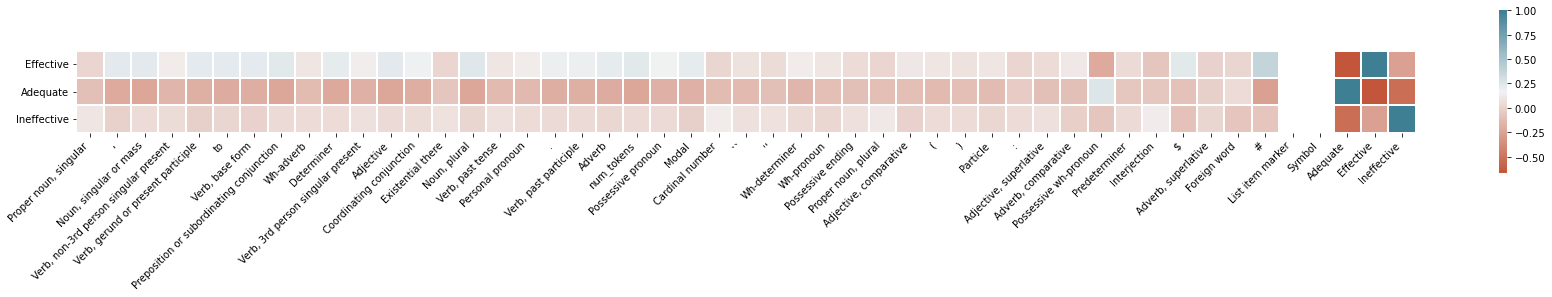 Effective
Adequate
Ineffective
Proper noun, singular
,
Noun, singular or mass
Verb, non-3rd person singular present
Verb, gerund or present participle
to
Verb, base form
Preposition or subordinating conjunction
Wh-adverb
Determiner
Verb, 3rd person singular present
Adjective
Coordinating conjunction
Existential there
Noun, plural
Verb, past tense
Personal pronoun
.
Verb, past participle
Adverb
num_tokens
Possessive pronoun
Modal
Cardinal number
``
''
Wh-determiner
Wh-pronoun
Possessive ending
Proper noun, plural
Adjective, comparative
(
)
Particle
:
Adjective, superlative
Adverb, comparative
Possessive wh-pronoun
Predeterminer
Interjection
$
Adverb, superlative
Foreign word
#
List item marker
Symbol
Adequate
Effective
Ineffective
1.00
0.75
0.50
0.25
0.00
−0.25
−0.50